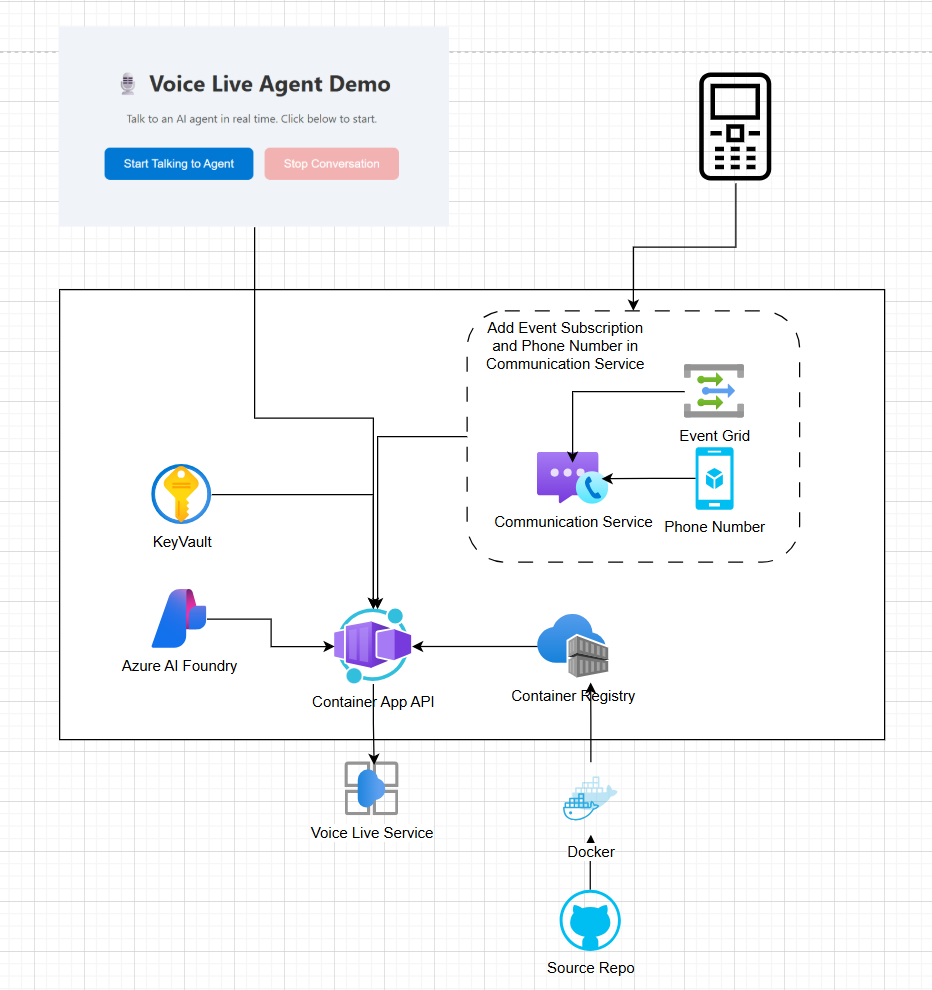 Voice Live Agent Demo
Talk to an AI agent in real time. Click below to start.
Start Talking to Agent
Stop Conversation
Add Event Subscription
and Phone Number in
Communication Service
Event Grid
Communication Service
Phone Number
KeyVault
Azure AI Foundry
Container App API
Container Registry
Voice Live Service
Docker
Source Repo